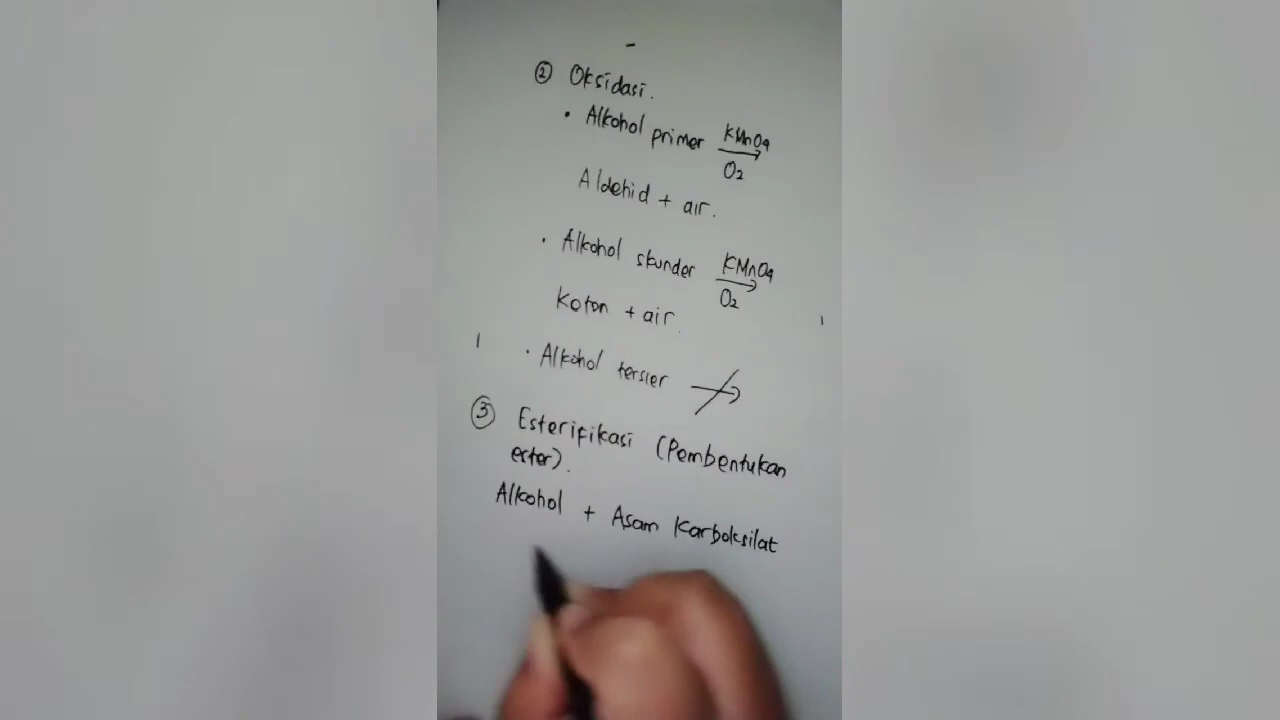 ② Oksidasi.
• Alkohol primer KMnO4 → O2
Aldehid + air.
• Alkohol skunder KMnO4 → O2
Koton + air.
• Alkohol tersier
③ Esterifikasi (Pembentukan
ester).
Alkohol + Asam Karboksilat